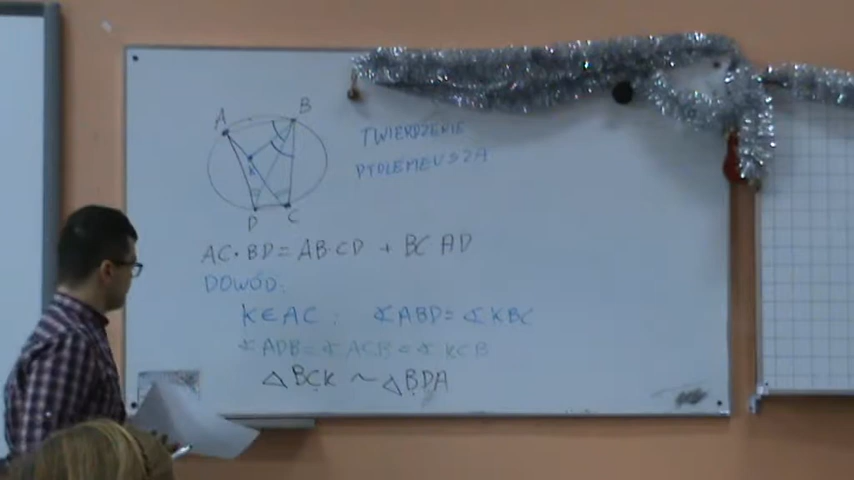 A B
TWIERDZENIE
PTOLEMEUSZA
K
D C
AC·BD = AB·CD + BC AD
DOWÓD:
K∈AC : ∢ABD = ∢KBC
∢ADB = ∢ACB = ∢KCB
△BCK ~ △BDA